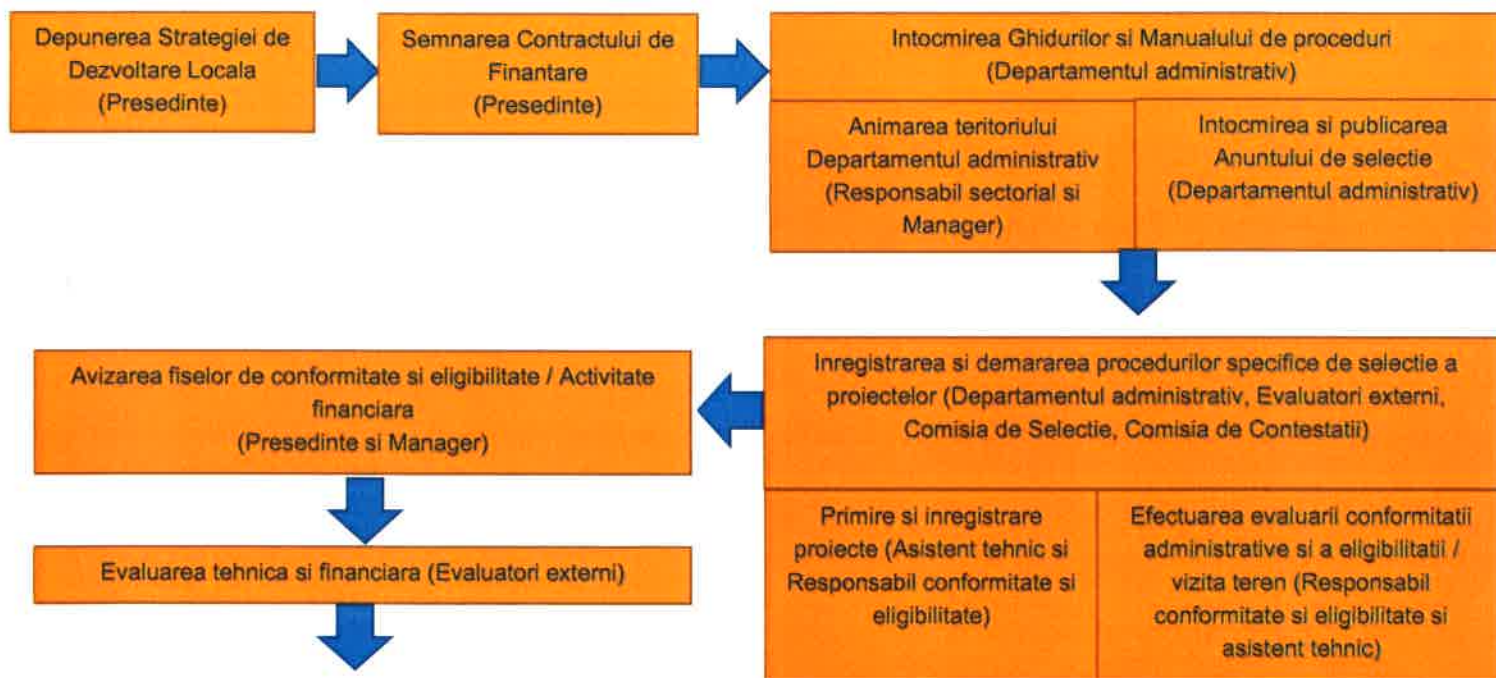 Depunerea Strategiei de
Dezvoltare Locala
(Presedinte)
Semnarea Contractului de
Finantare
(Presedinte)
Intocmirea Ghidurilor si Manualului de proceduri
(Departamentul administrativ)
Animarea teritoriului
Departamentul administrativ
(Responsabil sectorial si
Manager)
Intocmirea si publicarea
Anuntului de selectie
(Departamentul administrativ)
Inregistrarea si demararea procedurilor specifice de selectie a
proiectelor (Departamentul administrativ, Evaluatori externi,
Comisia de Selectie, Comisia de Contestatii)
Primire si inregistrare
proiecte (Asistent tehnic si
Responsabil conformitate si
eligibilitate)
Efectuarea evaluarii conformitatii
administrative si a eligibilitatii /
vizita teren (Responsabil
conformitate si eligibilitate si
asistent tehnic)
Avizarea fiselor de conformitate si eligibilitate / Activitate
financiara
(Presedinte si Manager)
Evaluarea tehnica si financiara (Evaluatori externi)